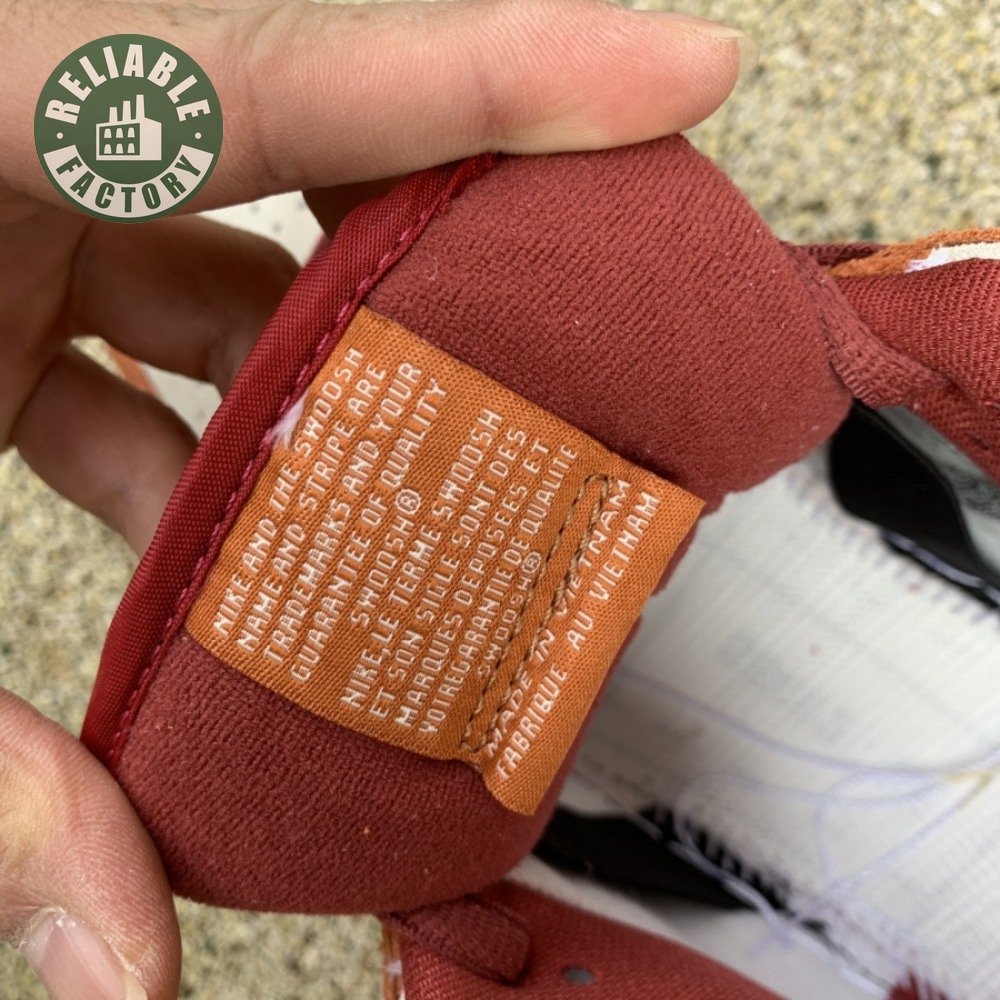 RELIABLE
FACTORY
NIKE AND THE SWOOSH
NAME AND STRIPE ARE
TRADEMARKS AND YOUR
GUARANTEE OF QUALITY
SWOOSH®
NIKE,LE TERME SWOOSH
ET SON SIGLE SONT DES
MARQUES DEPOSEES ET
VOTREGARANTIE DE QUALITE
SWOOSH®
MADE IN VIETNAM
FABRIQUE AU VIETNAM